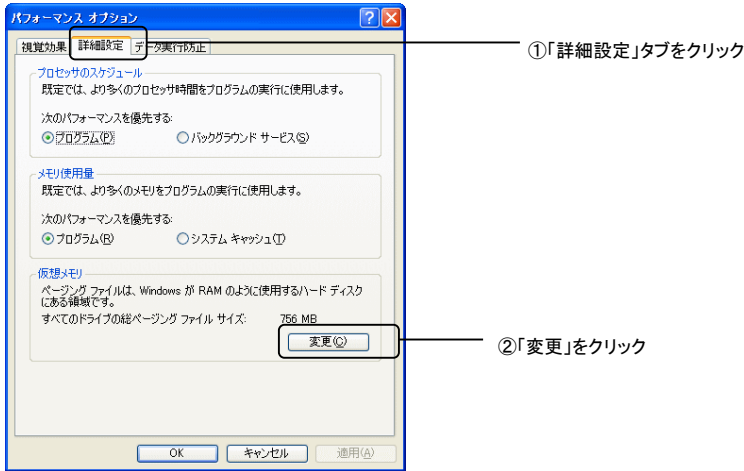 パフォーマンス オプション
視覚効果 詳細設定 データ実行防止
①「詳細設定」タブをクリック
プロセッサのスケジュール
既定では、より多くのプロセッサ時間をプログラムの実行に使用します。
次のパフォーマンスを優先する:
プログラム(P) バックグラウンド サービス(S)
メモリ使用量
既定では、より多くのメモリをプログラムの実行に使用します。
次のパフォーマンスを優先する:
プログラム(R) システム キャッシュ(T)
仮想メモリ
ページング ファイルは、Windows が RAM のように使用するハード ディスク
にある領域です。
すべてのドライブの総ページング ファイル サイズ: 756 MB
変更(C)
②「変更」をクリック
OK キャンセル 適用(A)